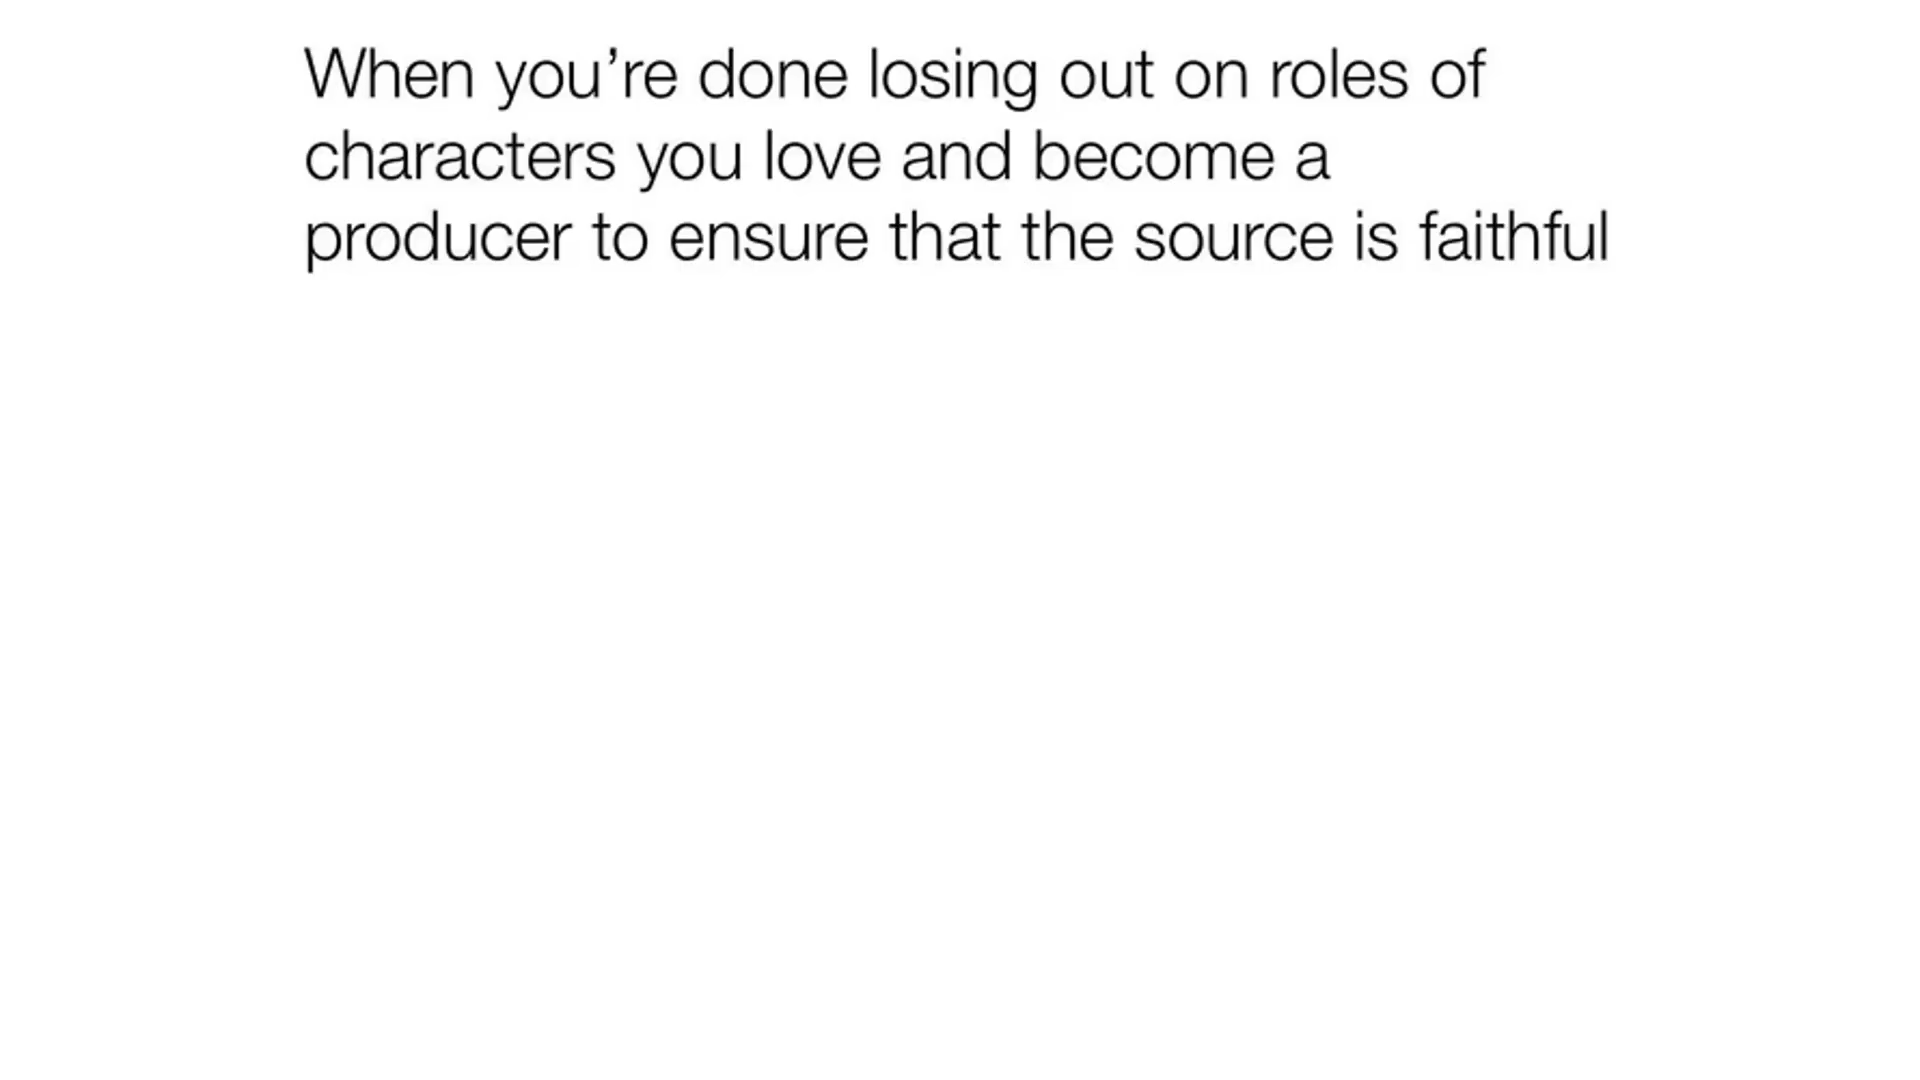 When you’re done losing out on roles of
characters you love and become a
producer to ensure that the source is faithful